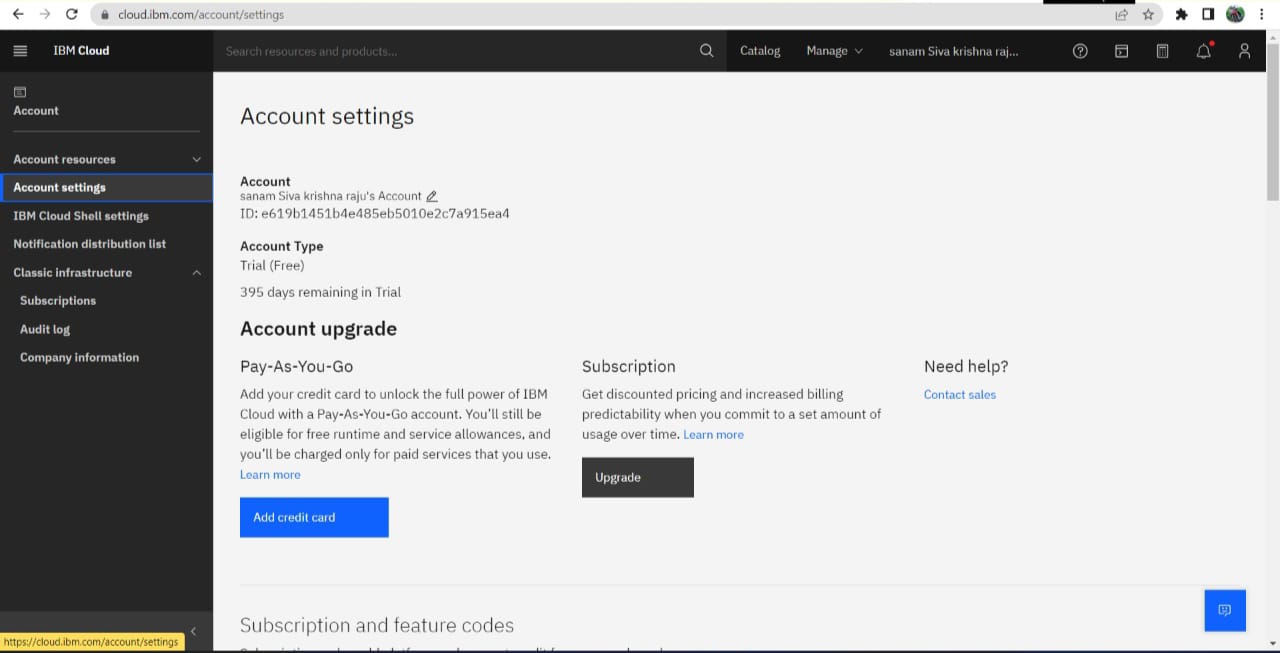 cloud.ibm.com/account/settings
IBM Cloud
Search resources and products...
Catalog
Manage
sanam Siva krishna raj...
Account
Account resources
Account settings
IBM Cloud Shell settings
Notification distribution list
Classic infrastructure
Subscriptions
Audit log
Company information
https://cloud.ibm.com/account/settings
Account settings
Account
sanam Siva krishna raju's Account
ID: e619b1451b4e485eb5010e2c7a915ea4
Account Type
Trial (Free)
395 days remaining in Trial
Account upgrade
Pay-As-You-Go
Add your credit card to unlock the full power of IBM
Cloud with a Pay-As-You-Go account. You'll still be
eligible for free runtime and service allowances, and
you'll be charged only for paid services that you use.
Learn more
Add credit card
Subscription
Get discounted pricing and increased billing
predictability when you commit to a set amount of
usage over time. Learn more
Upgrade
Need help?
Contact sales
Subscription and feature codes